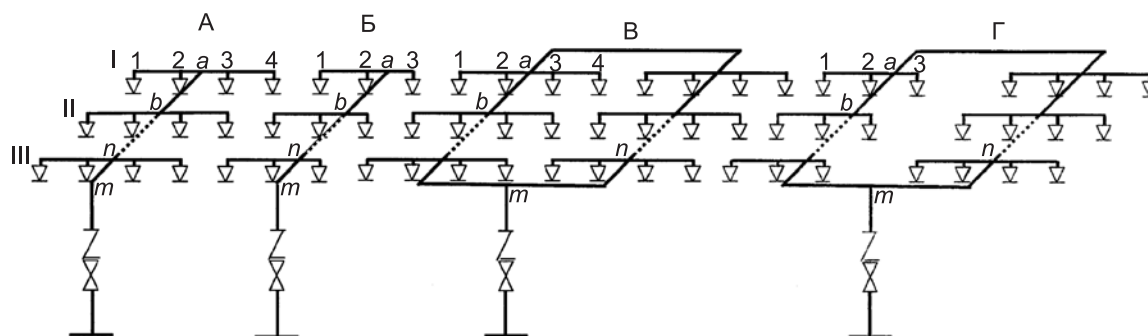 А Б В Г
I 1 2 a 3 4 1 2 a 3 1 2 a 3 4 1 2 a 3
II b b b b
III n n n n
m m m m